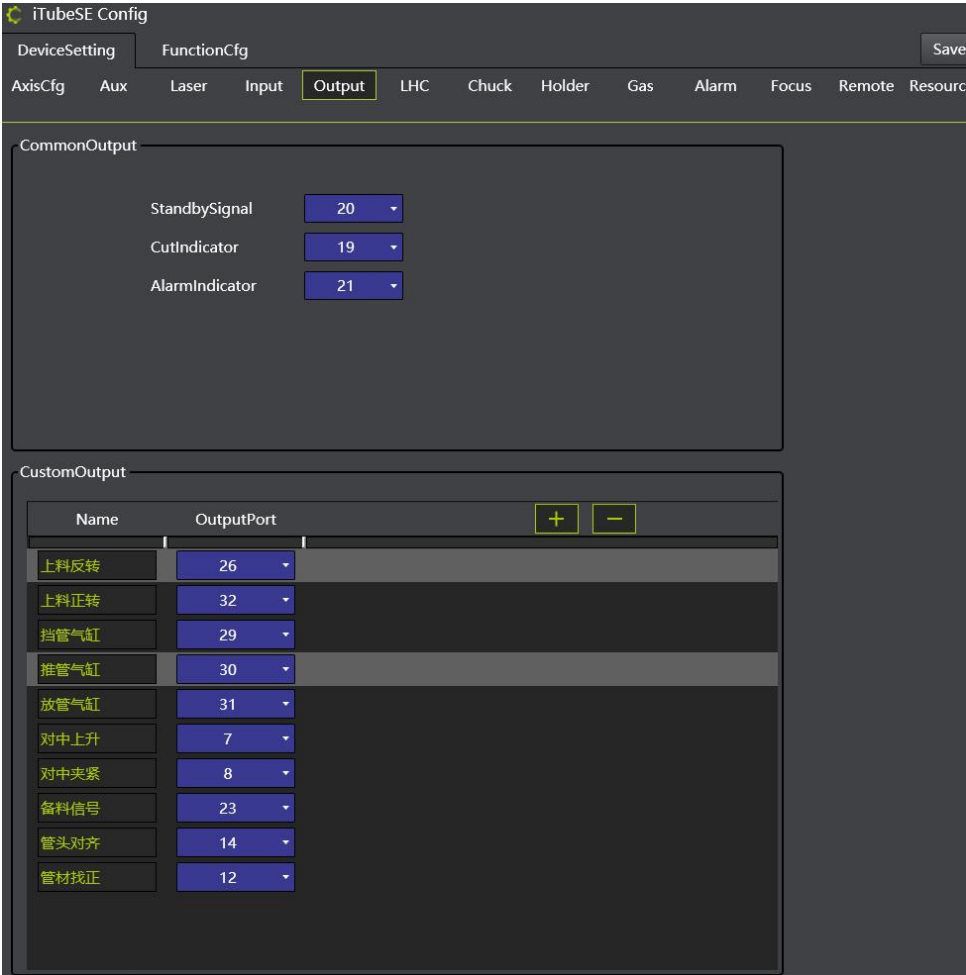 iTubeSE Config
DeviceSetting FunctionCfg Save
AxisCfg Aux Laser Input Output LHC Chuck Holder Gas Alarm Focus Remote Resourc
CommonOutput
StandbySignal 20
CutIndicator 19
AlarmIndicator 21
CustomOutput
Name OutputPort + −
上料反转 26
上料正转 32
挡管气缸 29
推管气缸 30
放管气缸 31
对中上升 7
对中夹紧 8
备料信号 23
管头对齐 14
管材找正 12